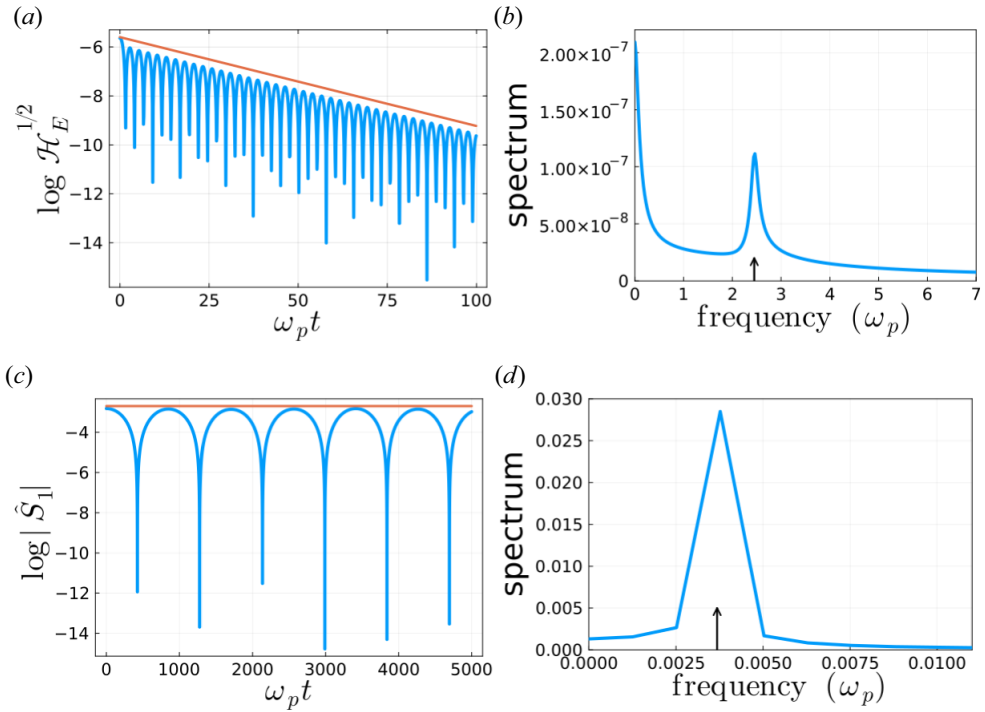 (a)
log 𝓗_E^{1/2}
−6
−8
−10
−12
−14
0 25 50 75 100
ω_p t
(b)
spectrum
2.00×10⁻⁷
1.50×10⁻⁷
1.00×10⁻⁷
5.00×10⁻⁸
0
0 1 2 3 4 5 6 7
frequency (ω_p)
(c)
log|Ŝ₁|
−4
−6
−8
−10
−12
−14
0 1000 2000 3000 4000 5000
ω_p t
(d)
spectrum
0.030
0.025
0.020
0.015
0.010
0.005
0.000
0.0000 0.0025 0.0050 0.0075 0.0100
frequency (ω_p)